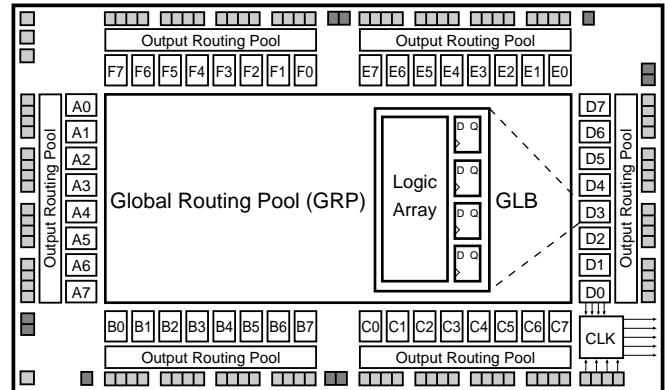 Output Routing Pool
Output Routing Pool
F7 F6 F5 F4 F3 F2 F1 F0
E7 E6 E5 E4 E3 E2 E1 E0
Output Routing Pool
A0
A1
A2
A3
A4
A5
A6
A7
Global Routing Pool (GRP)
Logic
Array
D Q
D Q
D Q
D Q
GLB
D7
D6
D5
D4
D3
D2
D1
D0
Output Routing Pool
B0 B1 B2 B3 B4 B5 B6 B7
C0 C1 C2 C3 C4 C5 C6 C7
CLK
Output Routing Pool
Output Routing Pool